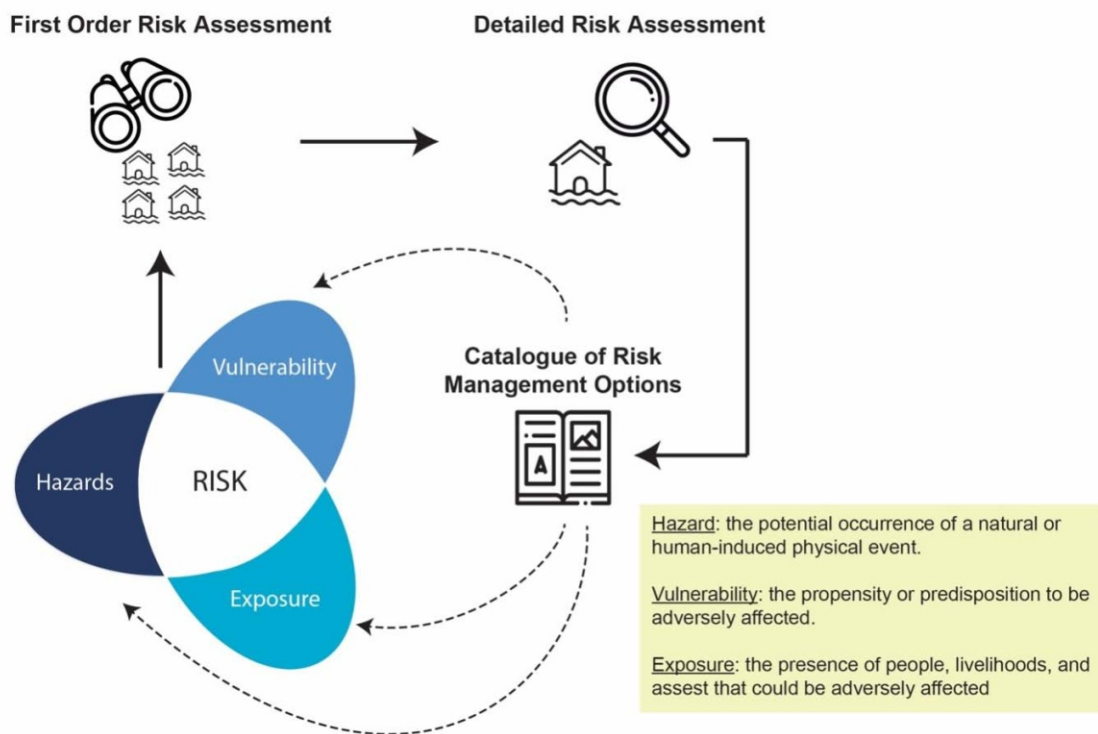 First Order Risk Assessment
Detailed Risk Assessment
Vulnerability
Hazards
RISK
Exposure
Catalogue of Risk
Management Options
A
Hazard: the potential occurrence of a natural or
human-induced physical event.
Vulnerability: the propensity or predisposition to be
adversely affected.
Exposure: the presence of people, livelihoods, and
assest that could be adversely affected